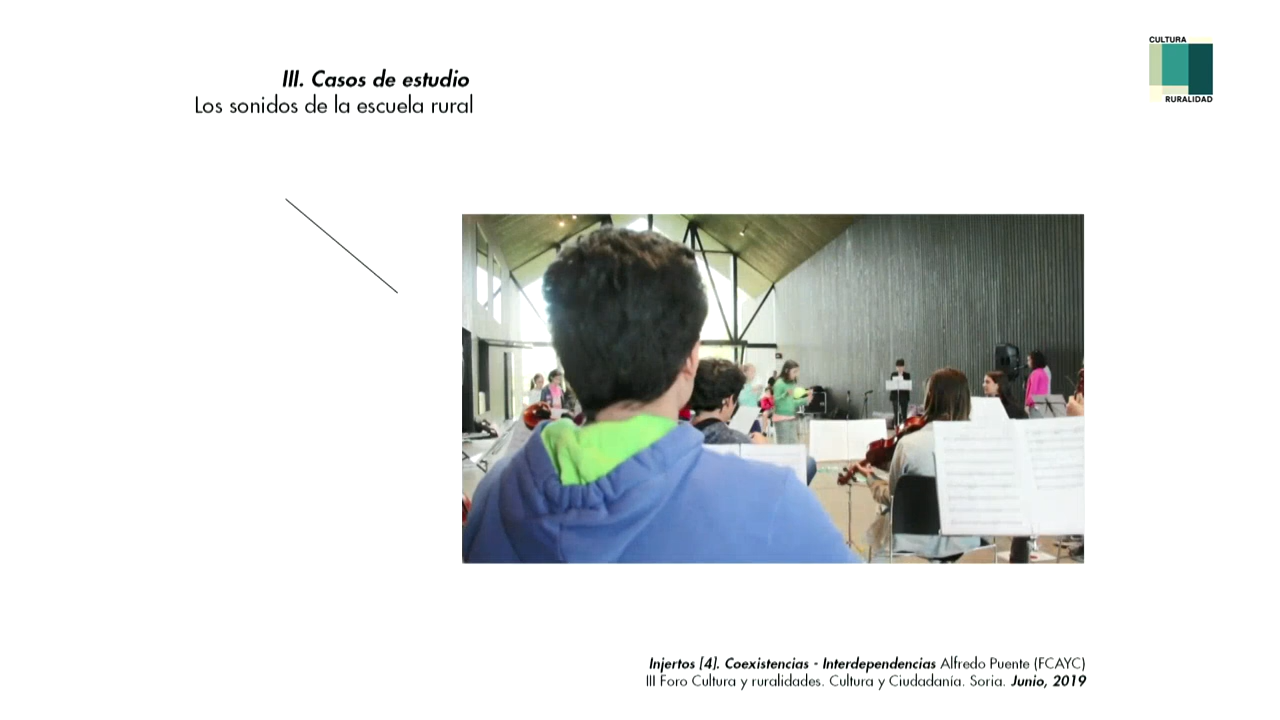 CULTURA
RURALIDAD
III. Casos de estudio
Los sonidos de la escuela rural
Injertos [4]. Coexistencias - Interdependencias Alfredo Puente (FCAYC)
III Foro Cultura y ruralidades. Cultura y Ciudadanía. Soria. Junio, 2019